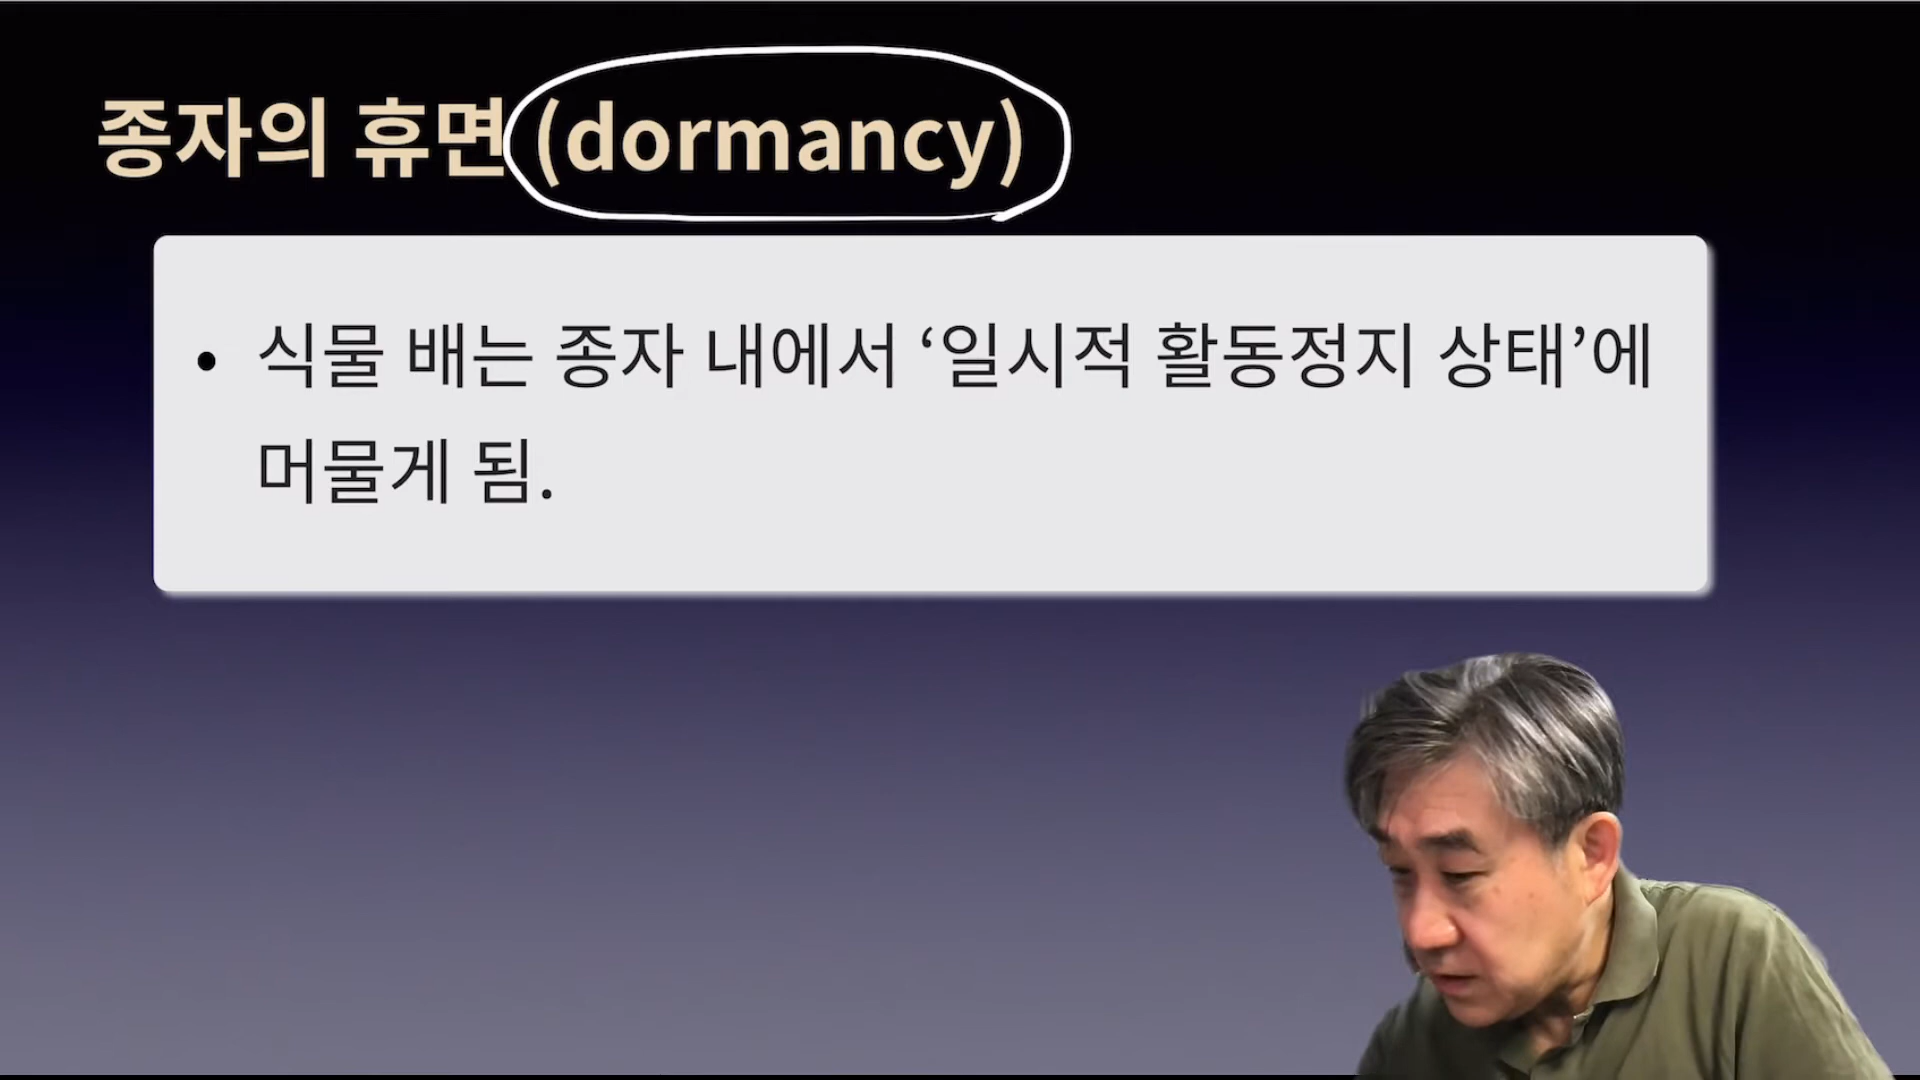 종자의 휴면 (dormancy)
• 식물 배는 종자 내에서 ‘일시적 활동정지 상태’에
머물게 됨.